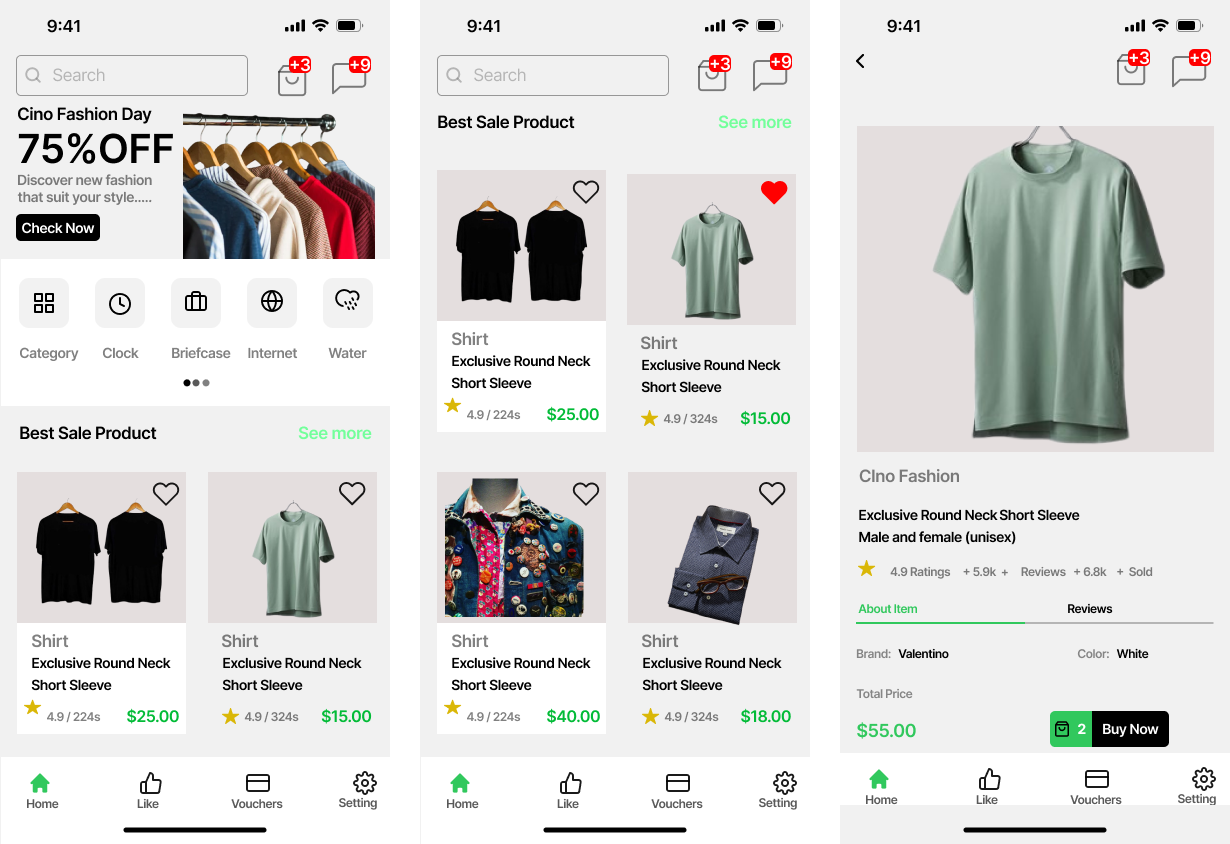 9:41
Search
+3
+9
Cino Fashion Day
75%OFF
Discover new fashion
that suit your style.....
Check Now
Category
Clock
Briefcase
Internet
Water
Best Sale Product
See more
Shirt
Exclusive Round Neck
Short Sleeve
4.9 / 224s
$25.00
Shirt
Exclusive Round Neck
Short Sleeve
4.9 / 324s
$15.00
Home
Like
Vouchers
Setting
9:41
Search
+3
+9
Best Sale Product
See more
Shirt
Exclusive Round Neck
Short Sleeve
4.9 / 224s
$25.00
Shirt
Exclusive Round Neck
Short Sleeve
4.9 / 324s
$15.00
Shirt
Exclusive Round Neck
Short Sleeve
4.9 / 224s
$40.00
Shirt
Exclusive Round Neck
Short Sleeve
4.9 / 324s
$18.00
Home
Like
Vouchers
Setting
9:41
+3
+9
CIno Fashion
Exclusive Round Neck Short Sleeve
Male and female (unisex)
4.9 Ratings + 5.9k + Reviews + 6.8k + Sold
About Item
Reviews
Brand: Valentino
Color: White
Total Price
$55.00
2
Buy Now
Home
Like
Vouchers
Setting